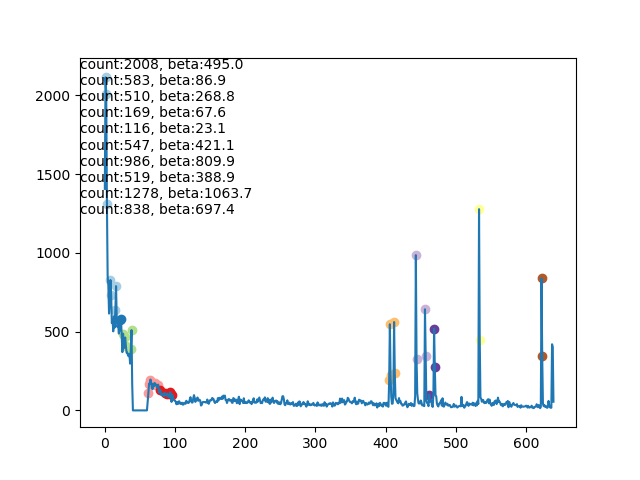 count:2008, beta:495.0
count:583, beta:86.9
count:510, beta:268.8
count:169, beta:67.6
count:116, beta:23.1
count:547, beta:421.1
count:986, beta:809.9
count:519, beta:388.9
count:1278, beta:1063.7
count:838, beta:697.4
2000
1500
1000
500
0
0 100 200 300 400 500 600